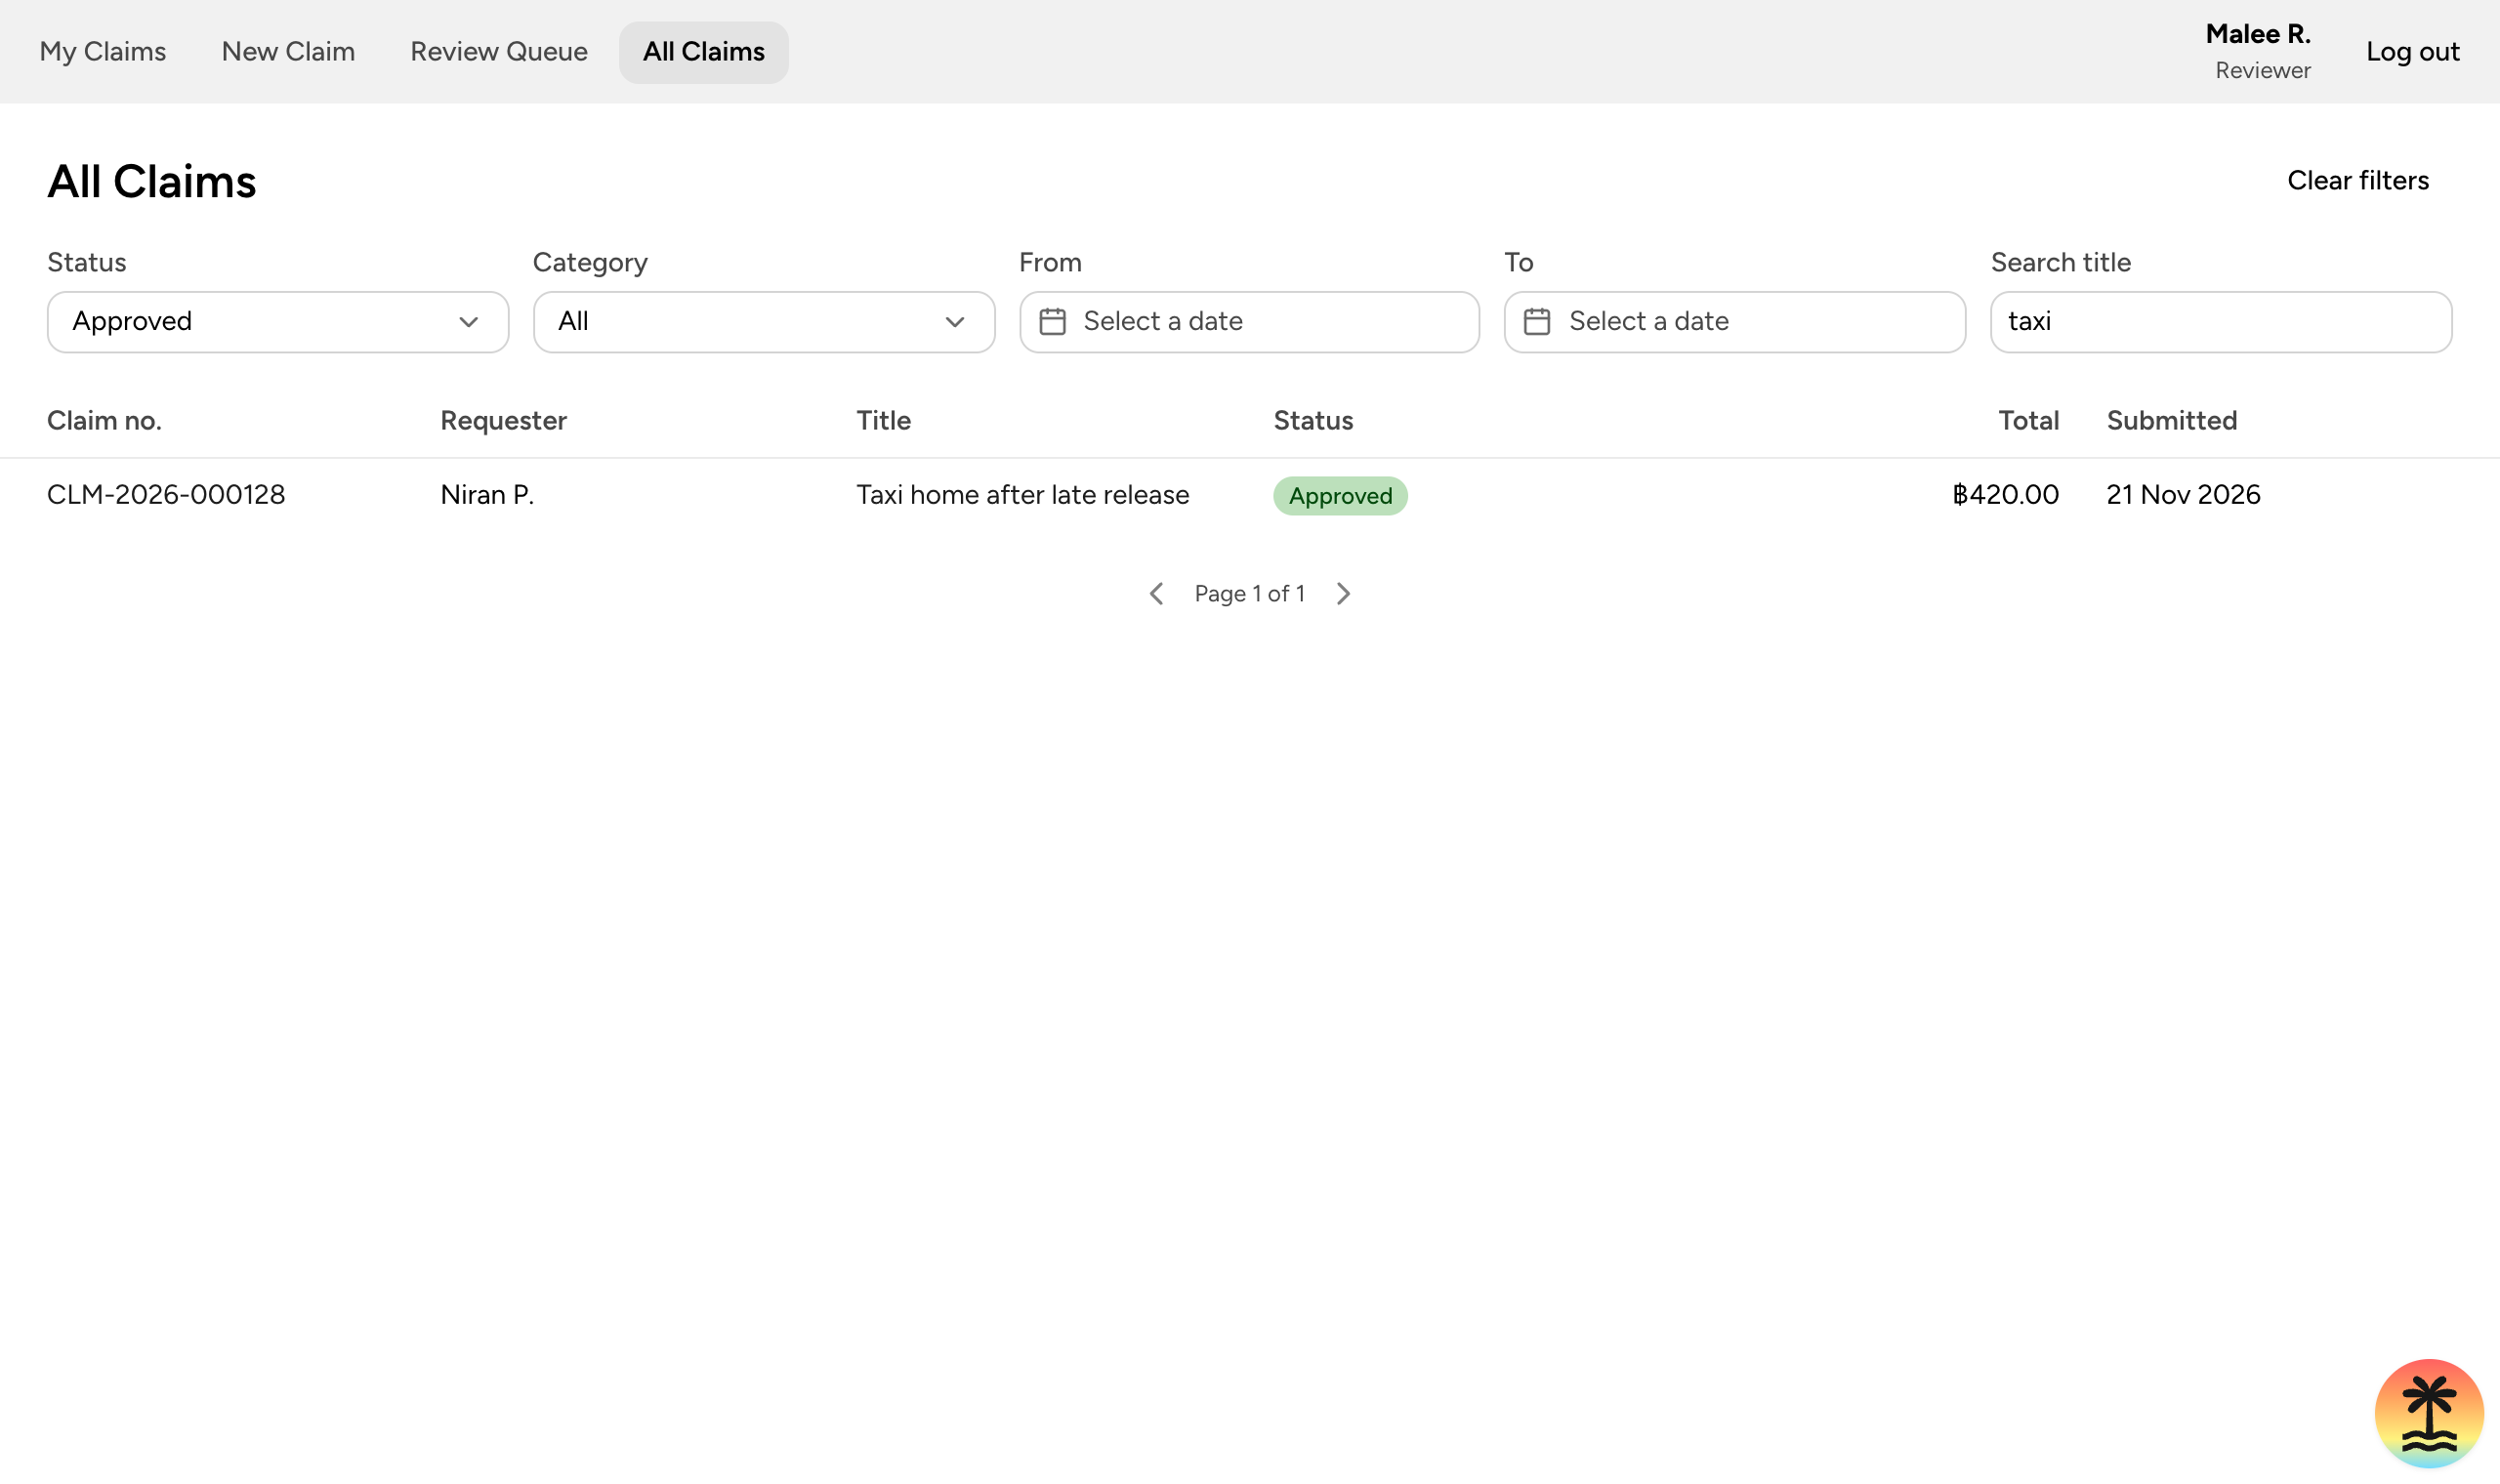 My Claims New Claim Review Queue All Claims Malee R. Reviewer Log out
All Claims Clear filters
Status Category From To Search title
Approved All Select a date Select a date taxi
Claim no. Requester Title Status Total Submitted
CLM-2026-000128 Niran P. Taxi home after late release Approved ฿420.00 21 Nov 2026
Page 1 of 1